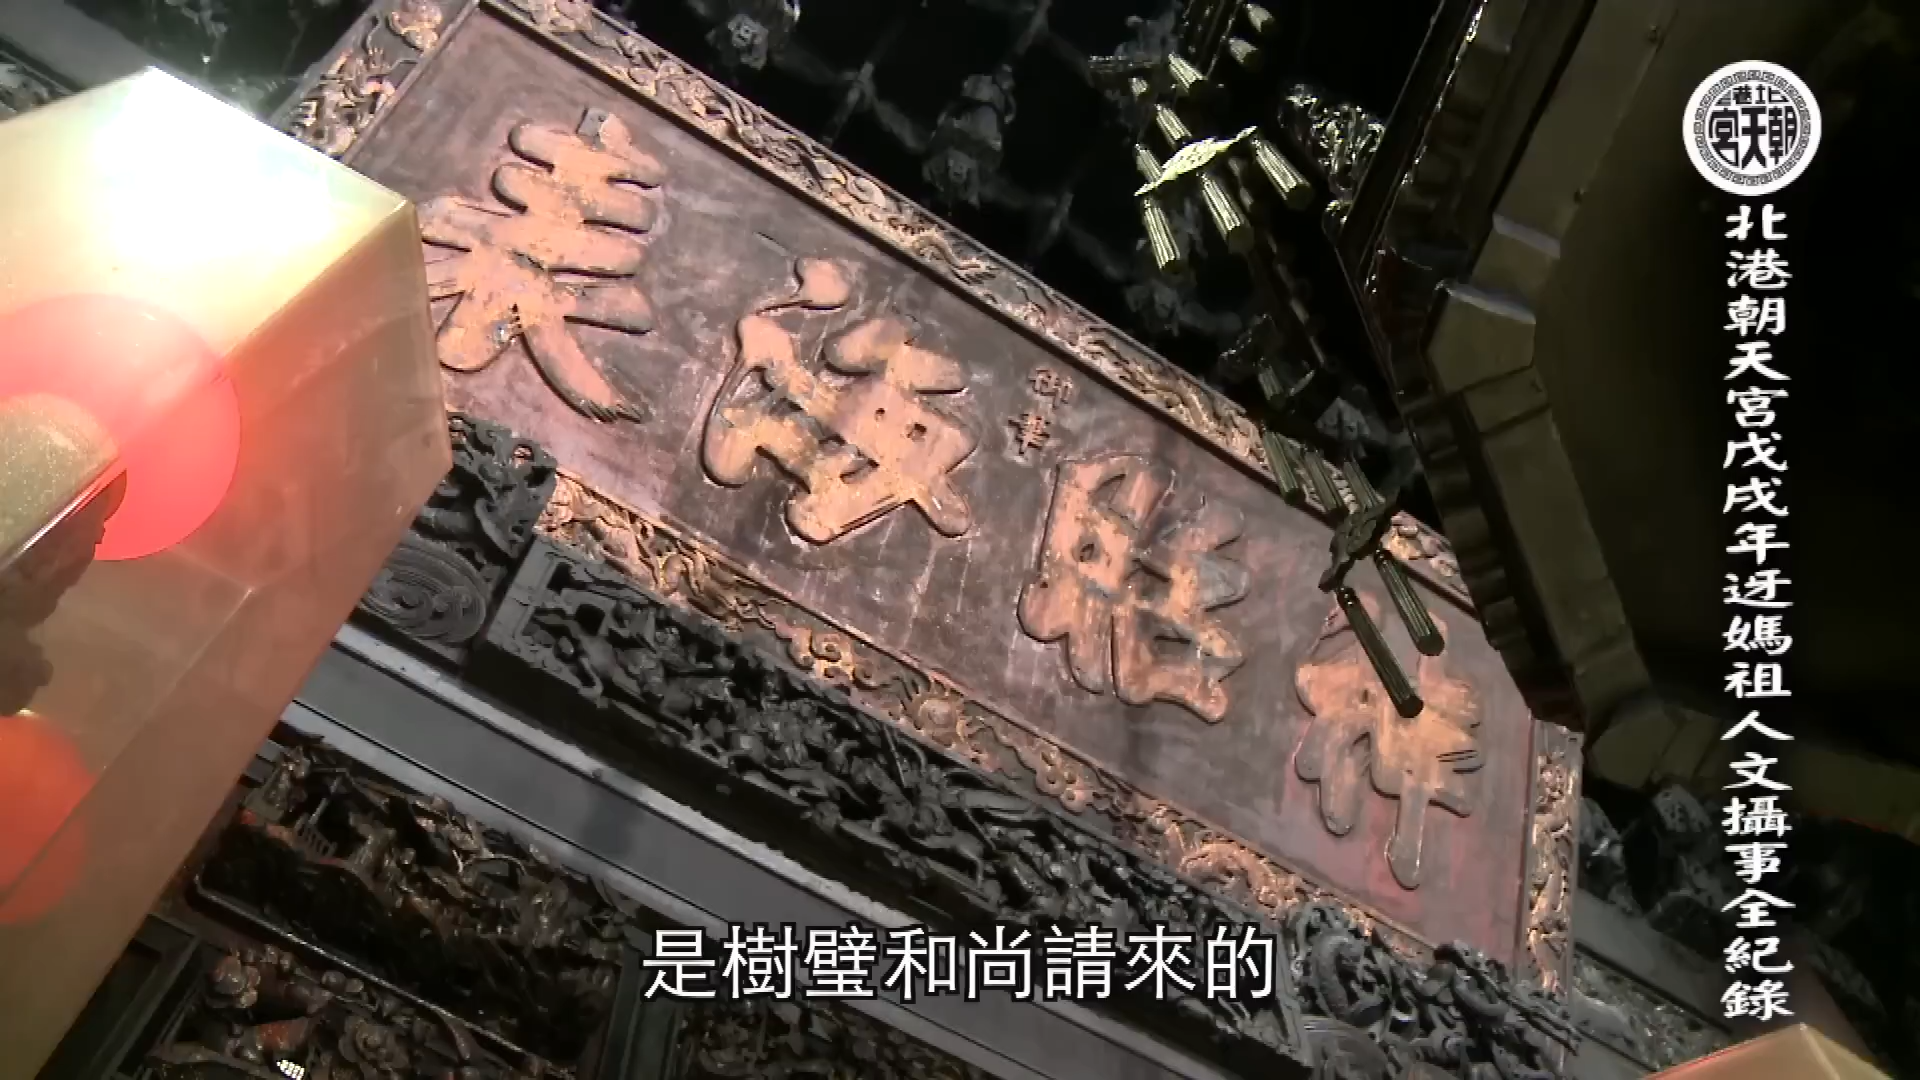 神昭海表
御書
北港
朝天宮
北港朝天宮戊戌年迓媽祖人文攝事全紀錄
是樹璧和尚請來的